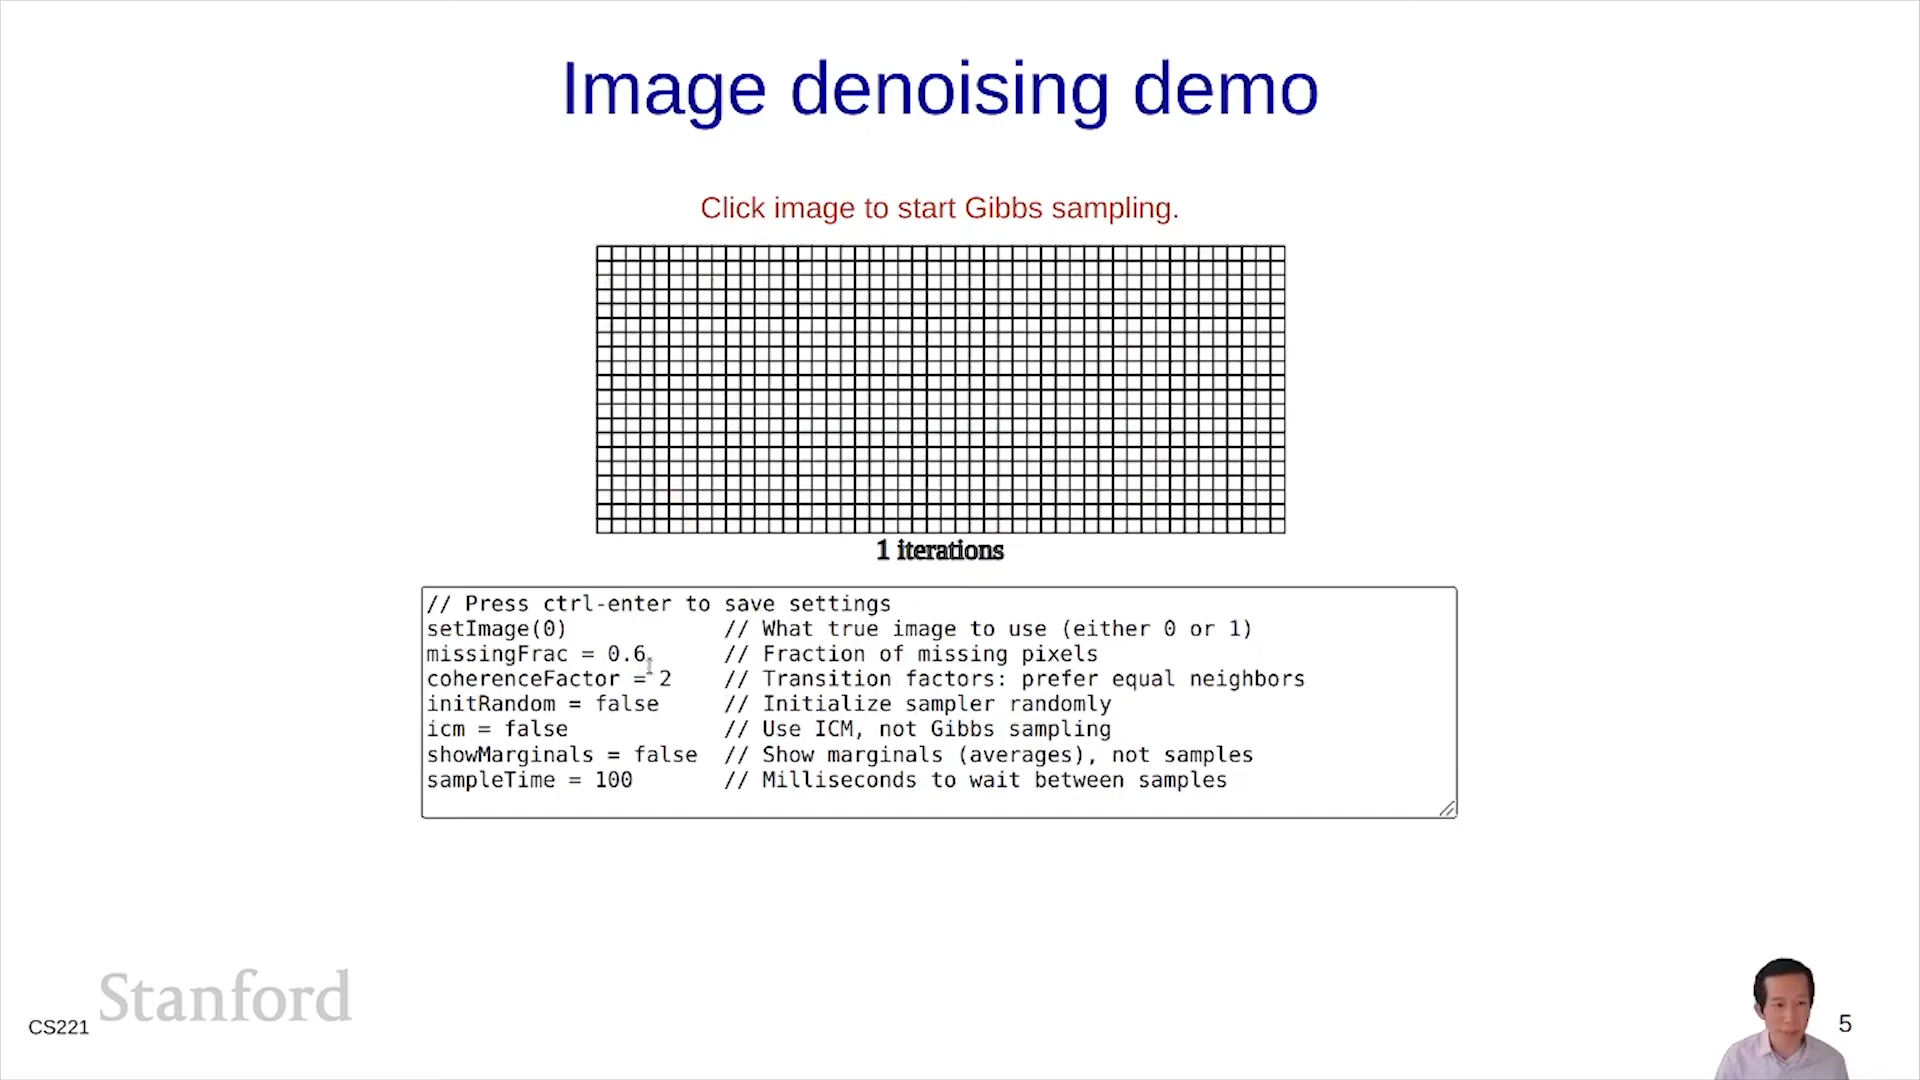 Image denoising demo
Click image to start Gibbs sampling.
1 iterations
// Press ctrl-enter to save settings
setImage(0) // What true image to use (either 0 or 1)
missingFrac = 0.6 // Fraction of missing pixels
coherenceFactor = 2 // Transition factors: prefer equal neighbors
initRandom = false // Initialize sampler randomly
icm = false // Use ICM, not Gibbs sampling
showMarginals = false // Show marginals (averages), not samples
sampleTime = 100 // Milliseconds to wait between samples
Stanford
CS221
5